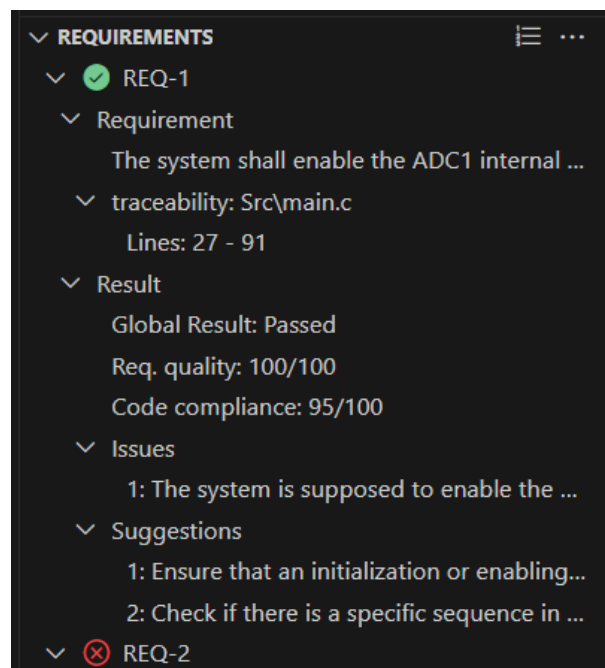 REQUIREMENTS
REQ-1
Requirement
The system shall enable the ADC1 internal ...
traceability: Src\main.c
Lines: 27 - 91
Result
Global Result: Passed
Req. quality: 100/100
Code compliance: 95/100
Issues
1: The system is supposed to enable the ...
Suggestions
1: Ensure that an initialization or enabling...
2: Check if there is a specific sequence in ...
REQ-2